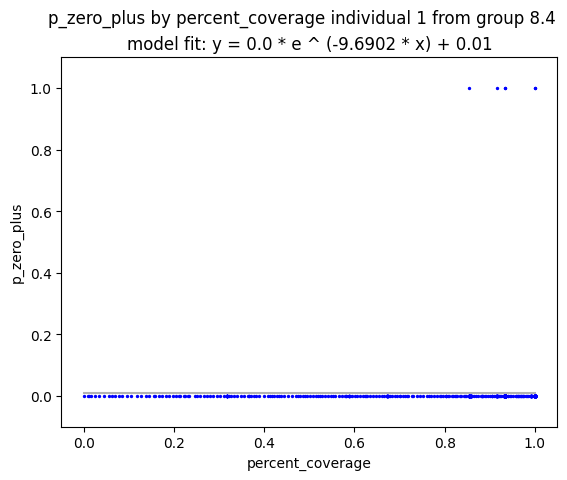 p_zero_plus by percent_coverage individual 1 from group 8.4
model fit: y = 0.0 * e ^ (-9.6902 * x) + 0.01
1.0
0.8
0.6
0.4
0.2
0.0
p_zero_plus
0.0 0.2 0.4 0.6 0.8 1.0
percent_coverage